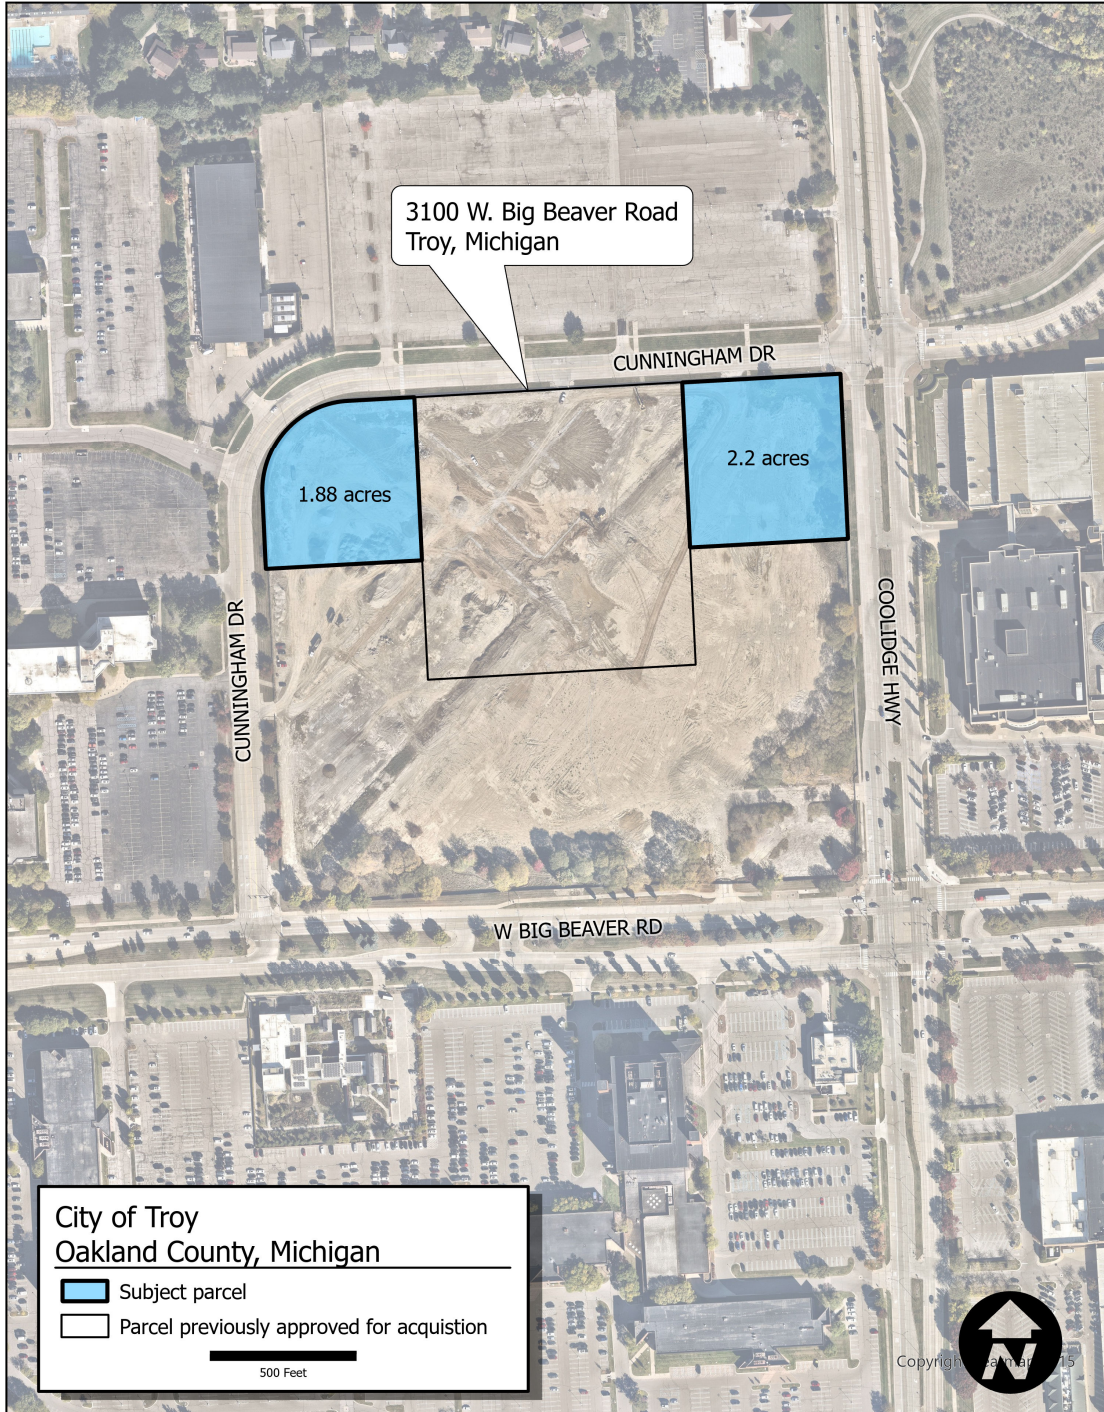 3100 W. Big Beaver Road
Troy, Michigan
CUNNINGHAM DR
2.2 acres
1.88 acres
COOLIDGE HWY
CUNNINGHAM DR
W BIG BEAVER RD
City of Troy
Oakland County, Michigan
Subject parcel
Parcel previously approved for acquistion
500 Feet
N
15